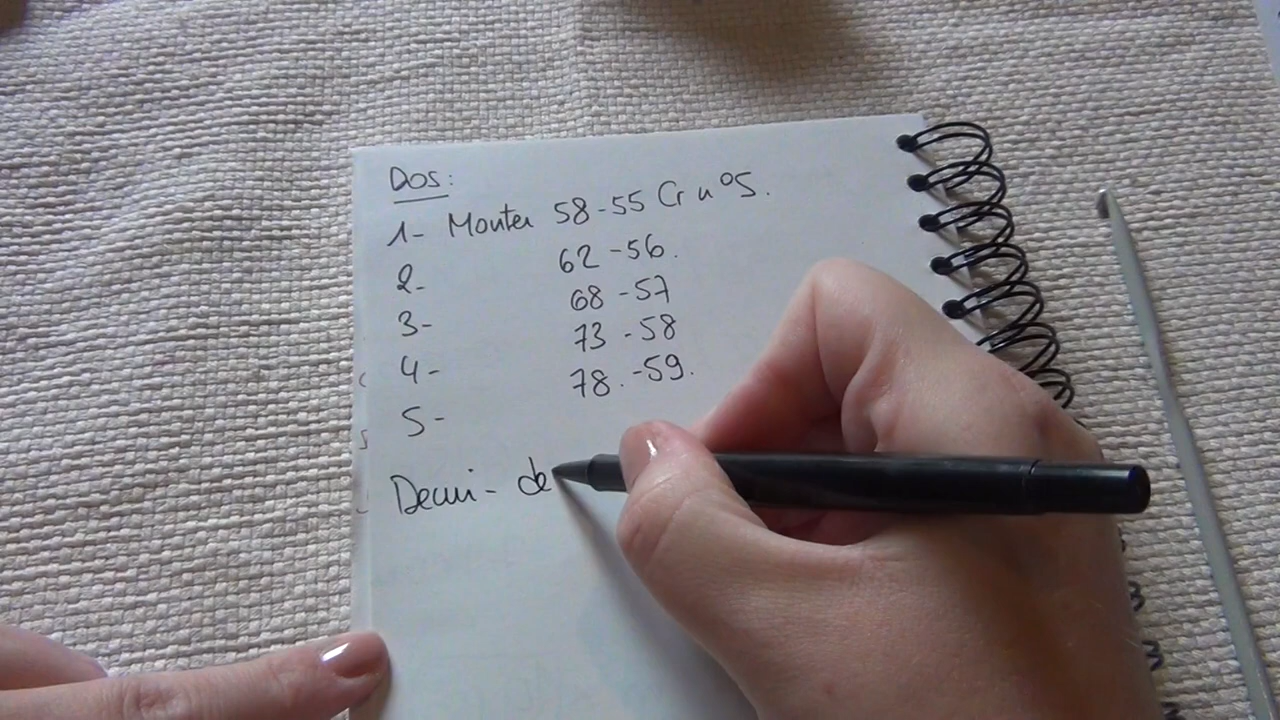 Dos:
1- Monter 58-55 Cr n°5.
2- 62-56.
3- 68-57
4- 73-58
5- 78.-59.
Demi- de